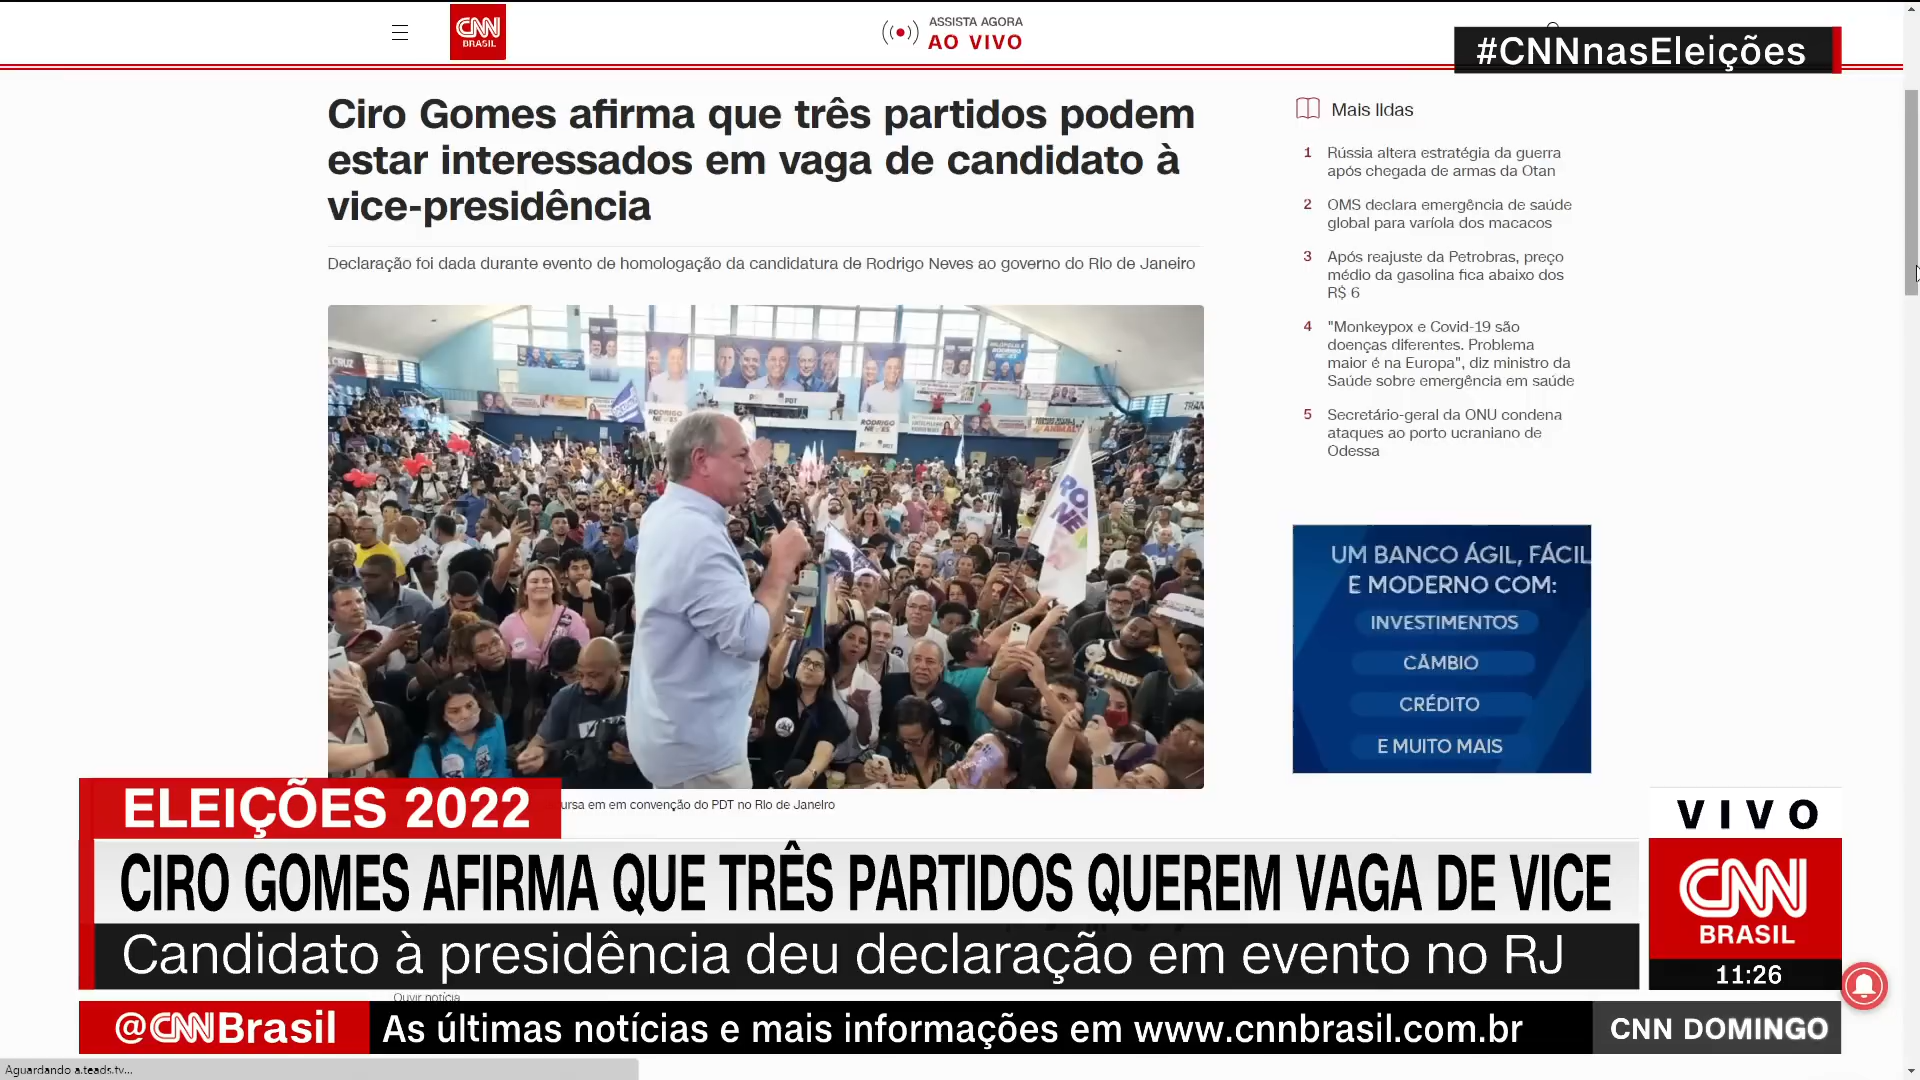 CNN
BRASIL
ASSISTA AGORA
AO VIVO
#CNNnasEleições
Ciro Gomes afirma que três partidos podem
estar interessados em vaga de candidato à
vice-presidência
Declaração foi dada durante evento de homologação da candidatura de Rodrigo Neves ao governo do Rio de Janeiro
PDT
RODRIGO
NEVES
RODRIGO
NEVES
ursa em em convenção do PDT no Rio de Janeiro
Mais lidas
1 Rússia altera estratégia da guerra
após chegada de armas da Otan
2 OMS declara emergência de saúde
global para varíola dos macacos
3 Após reajuste da Petrobras, preço
médio da gasolina fica abaixo dos
R$ 6
4 "Monkeypox e Covid-19 são
doenças diferentes. Problema
maior é na Europa", diz ministro da
Saúde sobre emergência em saúde
5 Secretário-geral da ONU condena
ataques ao porto ucraniano de
Odessa
UM BANCO ÁGIL, FÁCIL
E MODERNO COM:
INVESTIMENTOS
CÂMBIO
CRÉDITO
E MUITO MAIS
ELEIÇÕES 2022
CIRO GOMES AFIRMA QUE TRÊS PARTIDOS QUEREM VAGA DE VICE
Candidato à presidência deu declaração em evento no RJ
VIVO
CNN
BRASIL
11:26
Ouvir notícia
@CNNBrasil
As últimas notícias e mais informações em www.cnnbrasil.com.br
CNN DOMINGO
Aguardando a.teads.tv...